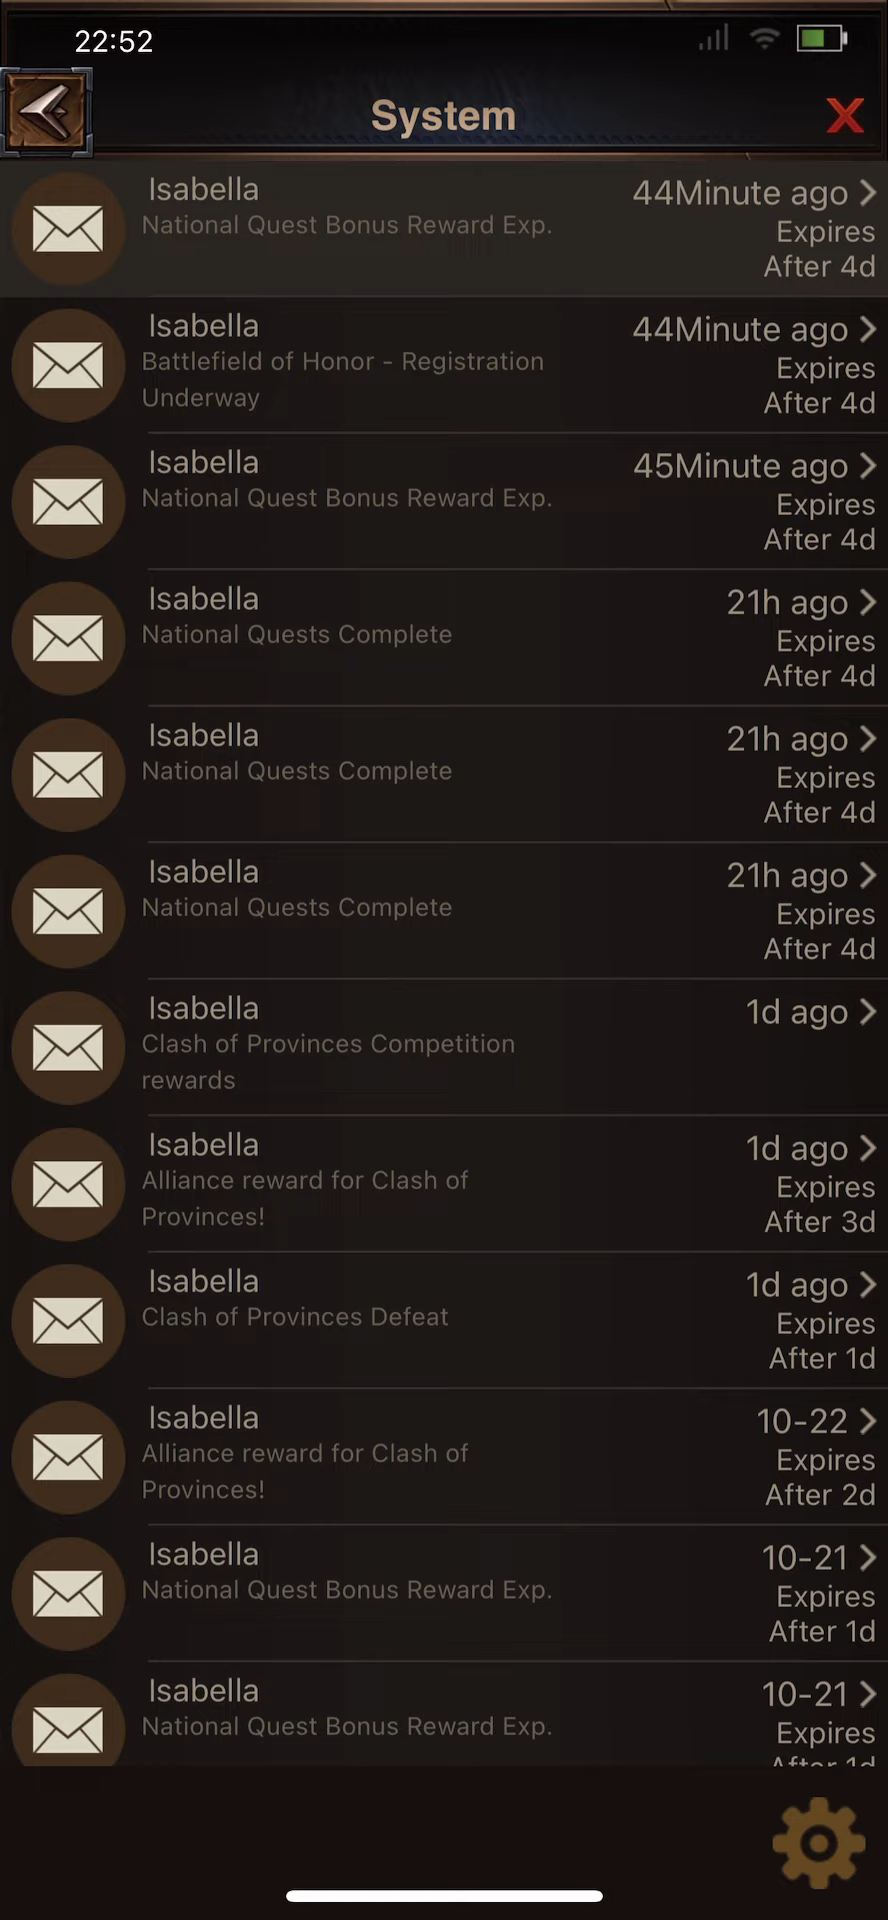 22:52
System
Isabella
44Minute ago
National Quest Bonus Reward Exp.
Expires
After 4d
Isabella
44Minute ago
Battlefield of Honor - Registration
Underway
Expires
After 4d
Isabella
45Minute ago
National Quest Bonus Reward Exp.
Expires
After 4d
Isabella
21h ago
National Quests Complete
Expires
After 4d
Isabella
21h ago
National Quests Complete
Expires
After 4d
Isabella
21h ago
National Quests Complete
Expires
After 4d
Isabella
1d ago
Clash of Provinces Competition
rewards
Isabella
1d ago
Alliance reward for Clash of
Provinces!
Expires
After 3d
Isabella
1d ago
Clash of Provinces Defeat
Expires
After 1d
Isabella
10-22
Alliance reward for Clash of
Provinces!
Expires
After 2d
Isabella
10-21
National Quest Bonus Reward Exp.
Expires
After 1d
Isabella
10-21
National Quest Bonus Reward Exp.
Expires
After 1d